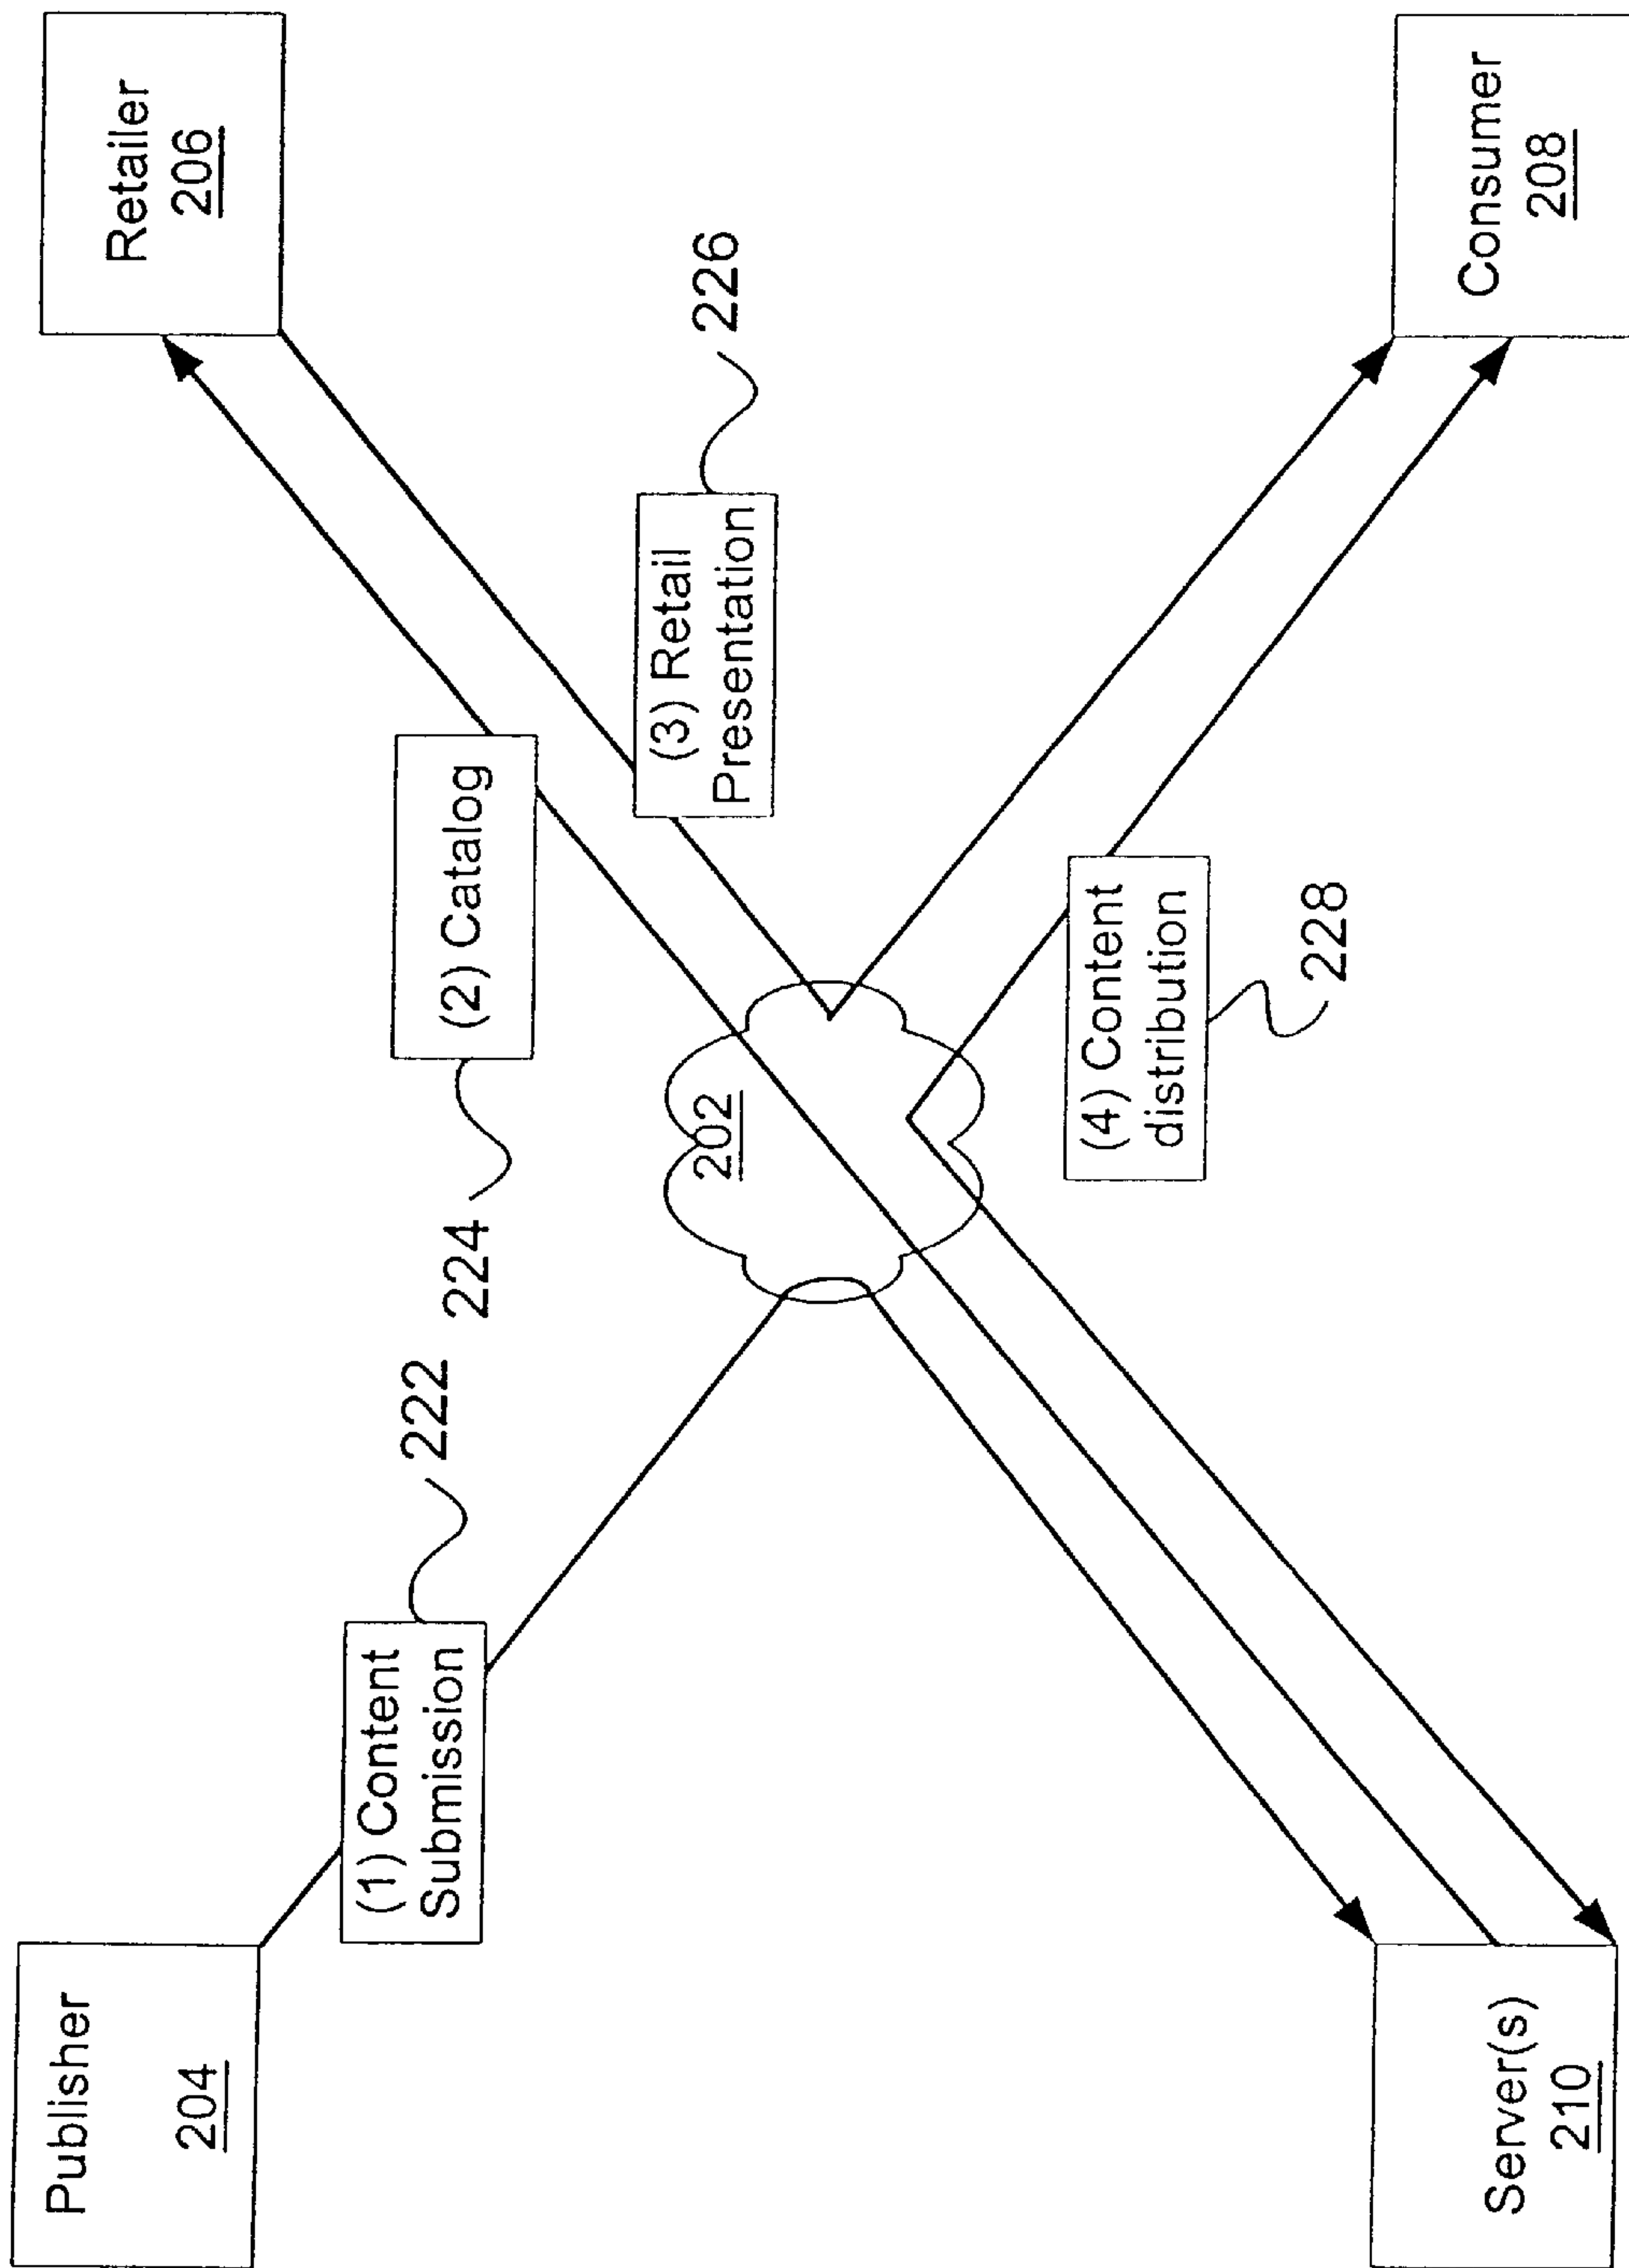 Publisher
204
Retailer
206
(1) Content
Submission
222
224
(2) Catalog
(3) Retail
Presentation
226
202
(4) Content
distribution
228
Server(s)
210
Consumer
208